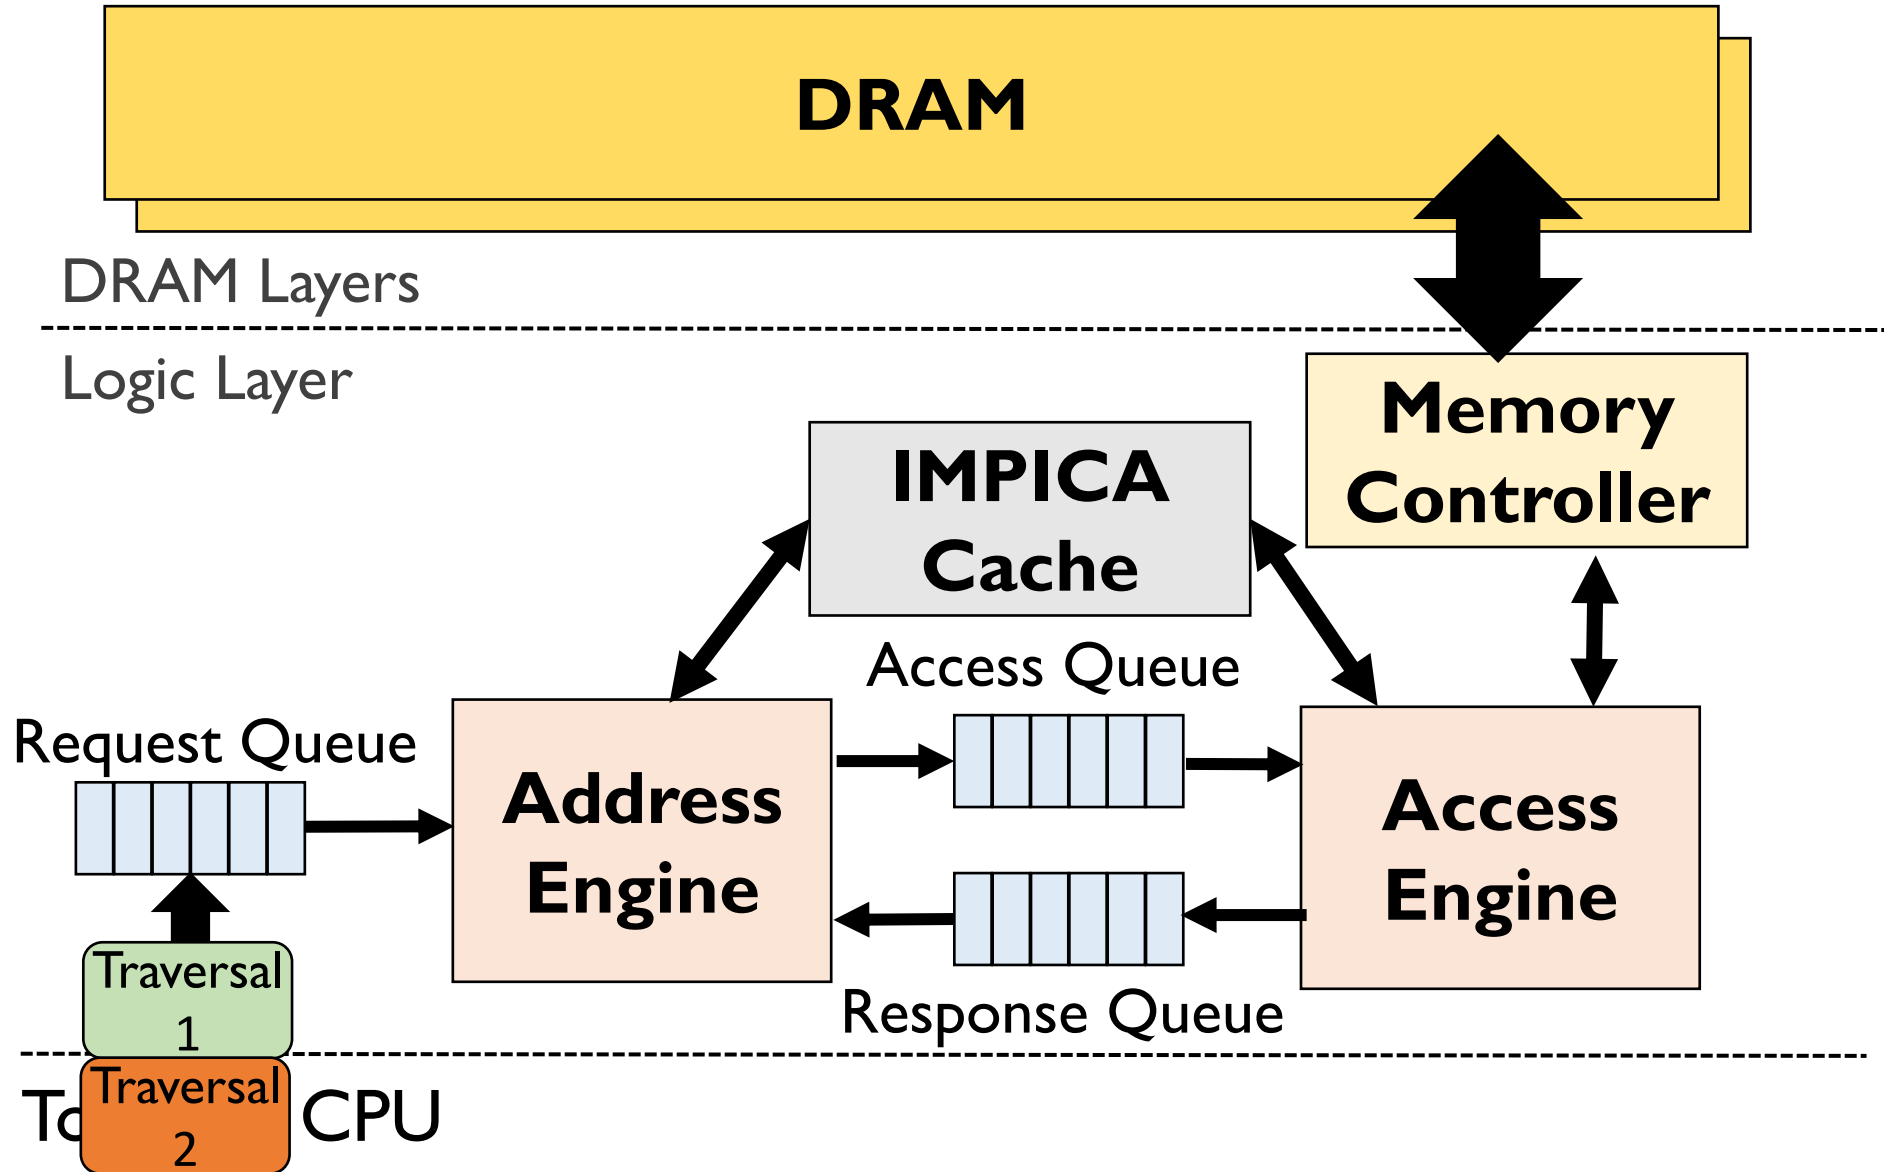 DRAM
DRAM Layers
Logic Layer
Memory
Controller
IMPICA
Cache
Access Queue
Request Queue
Address
Engine
Access
Engine
Response Queue
Traversal
1
Traversal
2
CPU